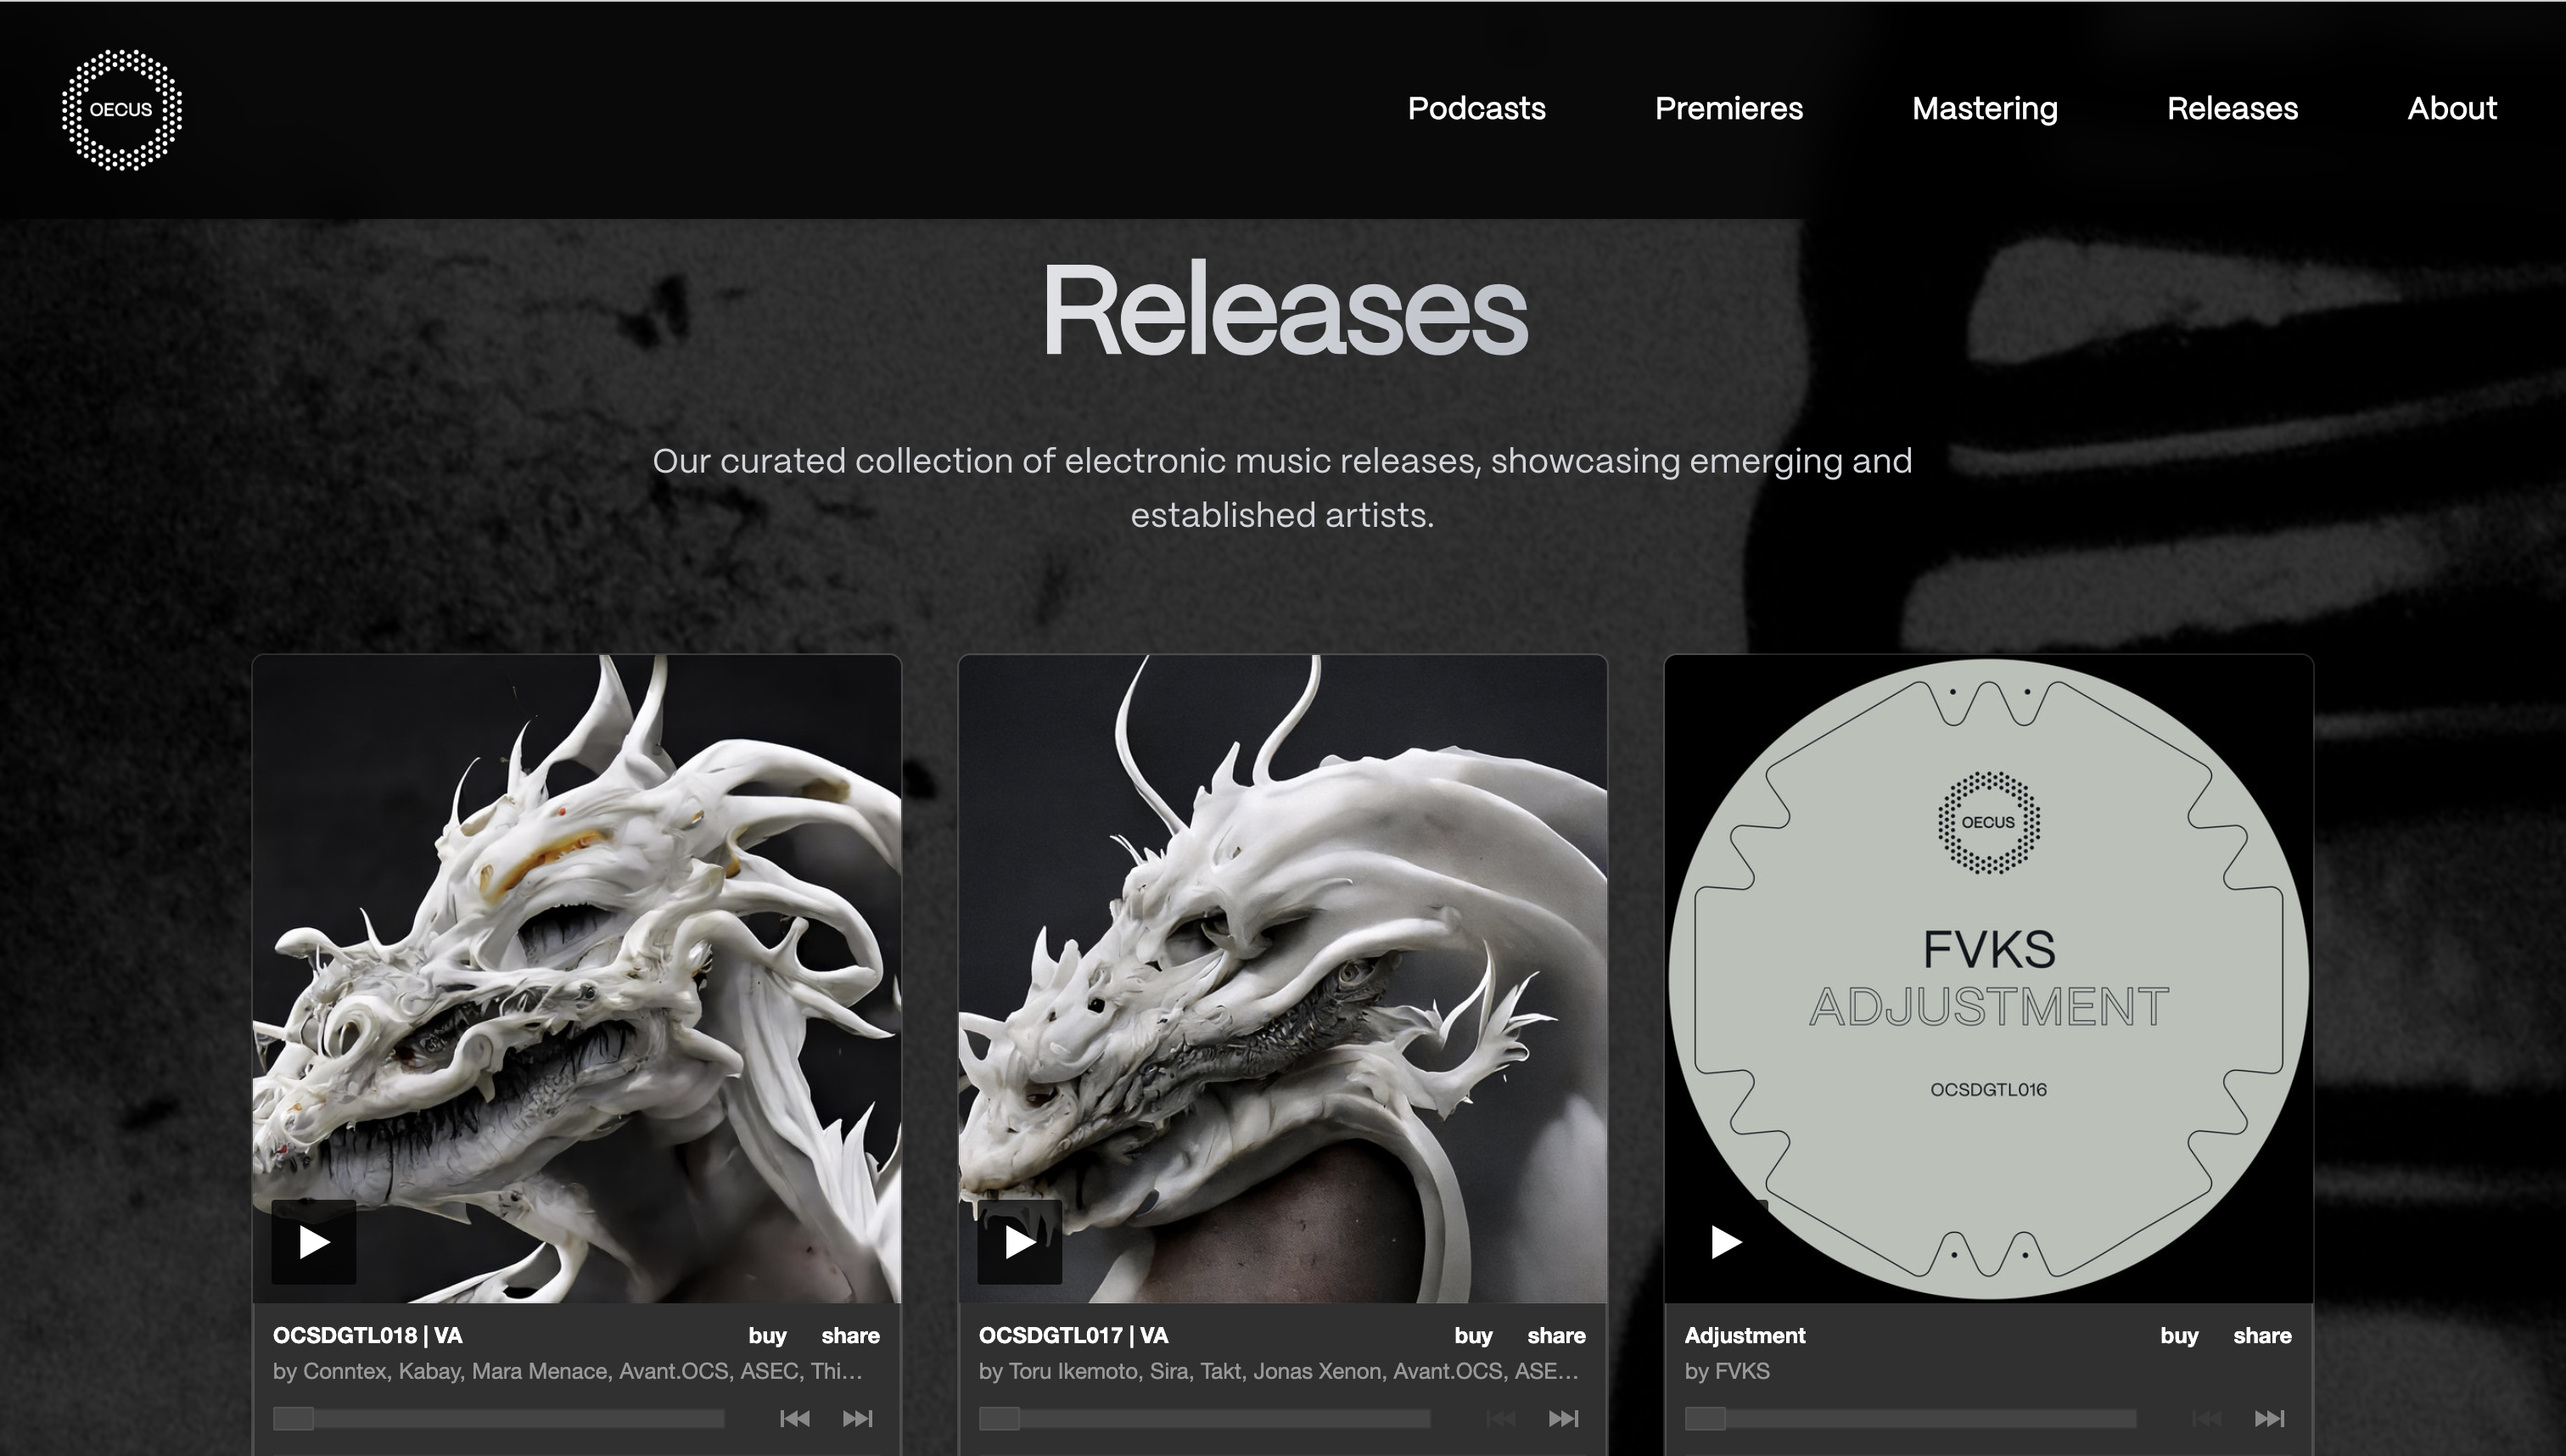 OECUS
Podcasts
Premieres
Mastering
Releases
About
Releases
Our curated collection of electronic music releases, showcasing emerging and
established artists.
OECUS
FVKS
ADJUSTMENT
OCSDGTL016
OCSDGTL018 | VA
buy
share
by Conntex, Kabay, Mara Menace, Avant.OCS, ASEC, Thi...
OCSDGTL017 | VA
buy
share
by Toru Ikemoto, Sira, Takt, Jonas Xenon, Avant.OCS, ASE...
Adjustment
buy
share
by FVKS